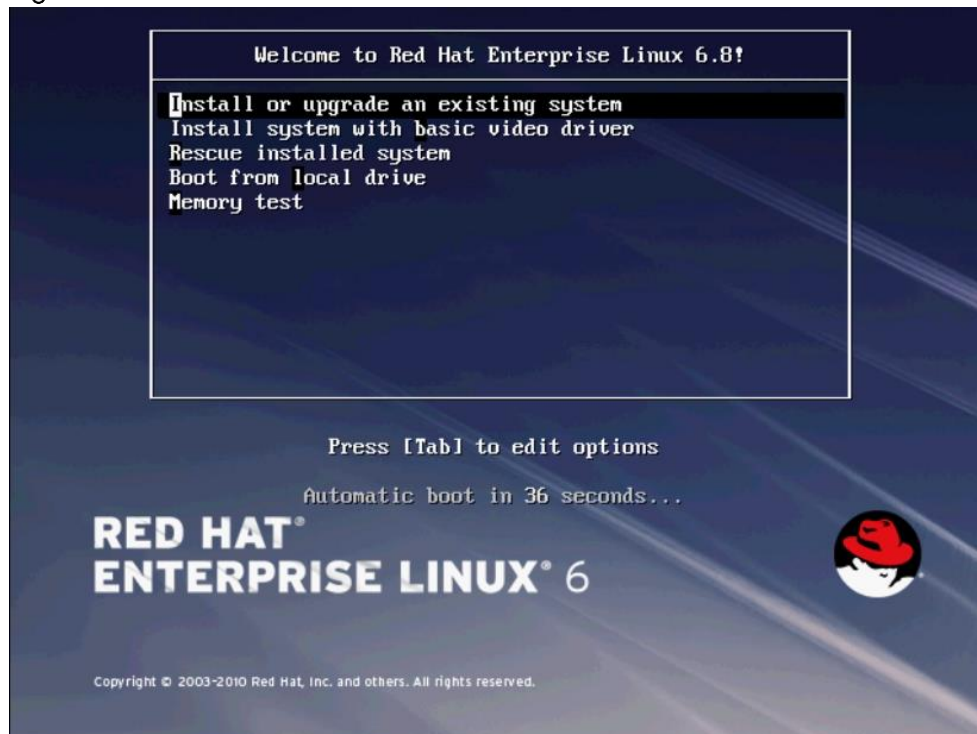 Welcome to Red Hat Enterprise Linux 6.8!
Install or upgrade an existing system
Install system with basic video driver
Rescue installed system
Boot from local drive
Memory test
Press [Tab] to edit options
Automatic boot in 36 seconds...
RED HAT®
ENTERPRISE LINUX® 6
Copyright © 2003-2010 Red Hat, Inc. and others. All rights reserved.